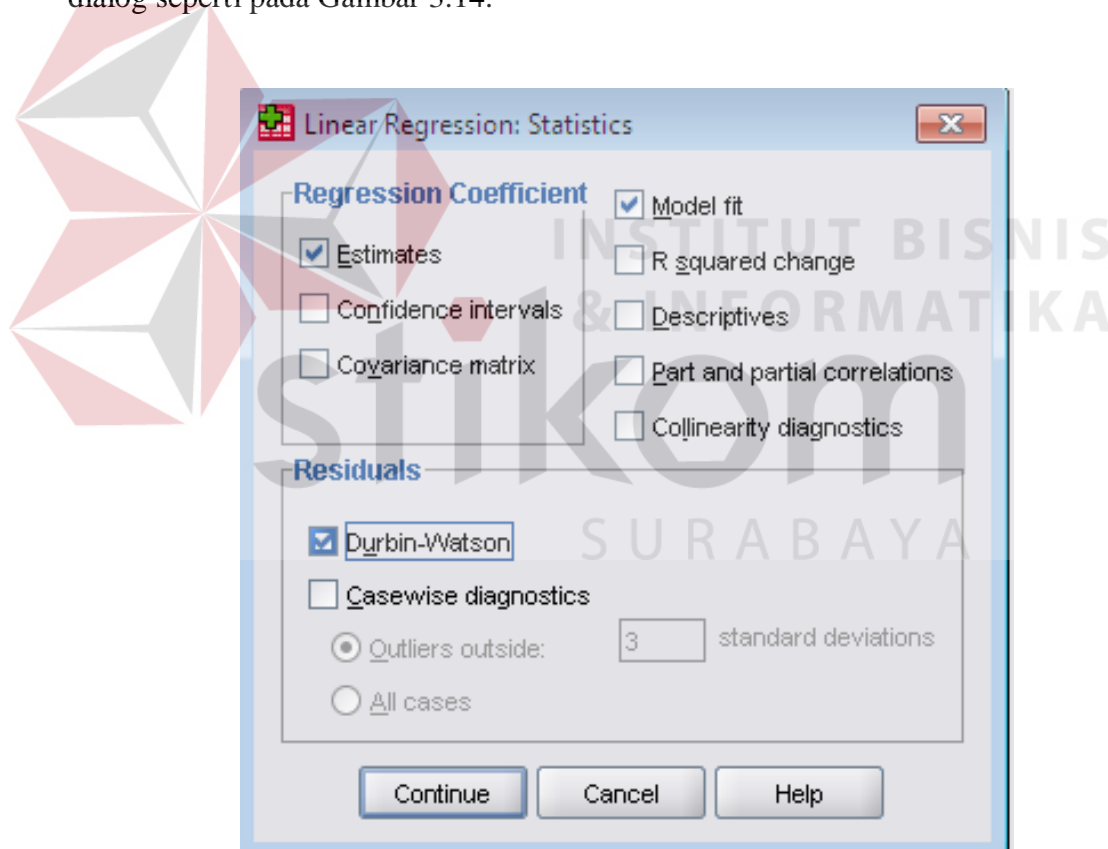 dialog seperti pada Gambar 3.14.
Linear Regression: Statistics
Regression Coefficient
Estimates
Confidence intervals
Covariance matrix
Model fit
R squared change
Descriptives
Part and partial correlations
Collinearity diagnostics
Residuals
Durbin-Watson
Casewise diagnostics
Outliers outside:
3
standard deviations
All cases
Continue
Cancel
Help
INSTITUT BISNIS
& INFORMATIKA
stikom
SURABAYA